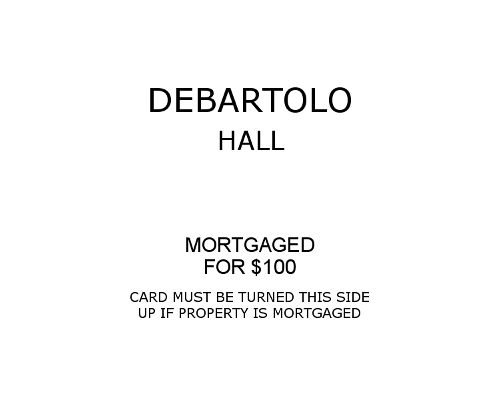 DEBARTOLO
HALL
MORTGAGED
FOR $100
CARD MUST BE TURNED THIS SIDE
UP IF PROPERTY IS MORTGAGED